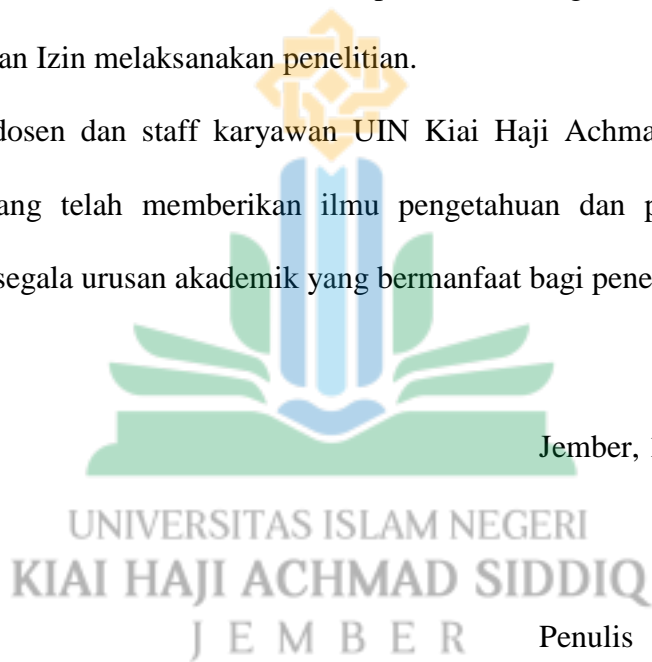 an Izin melaksanakan penelitian.
dosen dan staff karyawan UIN Kiai Haji Achma
ang telah memberikan ilmu pengetahuan dan p
segala urusan akademik yang bermanfaat bagi pene
Jember,
UNIVERSITAS ISLAM NEGERI
KIAI HAJI ACHMAD SIDDIQ
JEMBER
Penulis